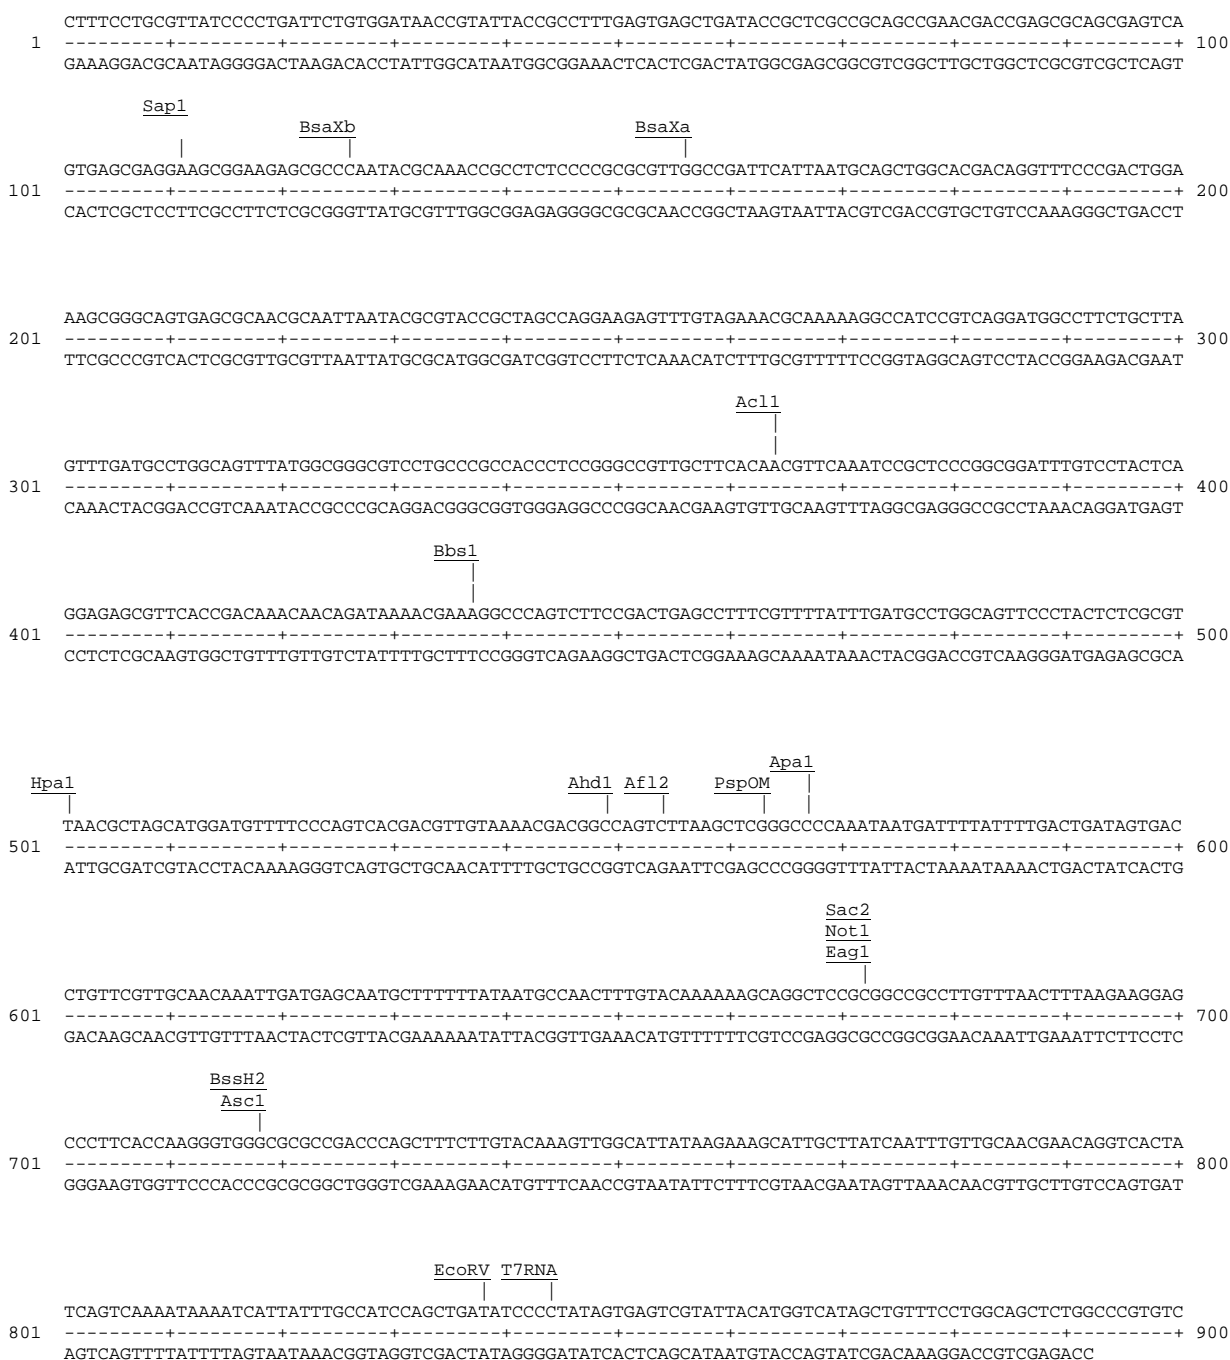 CTTTCCTGCGTTATCCCCTGATTCTGTGGATAACCGTATTACCGCCTTTGAGTGAGCTGATACCGCTCGCCGCAGCCGAACGACCGAGCGCAGCGAGTCA
1 ---------+---------+---------+---------+---------+---------+---------+---------+---------+---------+ 100
GAAAGGACGCAATAGGGGACTAAGACACCTATTGGCATAATGGCGGAAACTCACTCGACTATGGCGAGCGGCGTCGGCTTGCTGGCTCGCGTCGCTCAGT
Sap1
BsaXb BsaXa
| | |
GTGAGCGAGGAAGCGGAAGAGCGCCCAATACGCAAACCGCCTCTCCCCGCGCGTTGGCCGATTCATTAATGCAGCTGGCACGACAGGTTTCCCGACTGGA
101 ---------+---------+---------+---------+---------+---------+---------+---------+---------+---------+ 200
CACTCGCTCCTTCGCCTTCTCGCGGGTTATGCGTTTGGCGGAGAGGGGCGCGCAACCGGCTAAGTAATTACGTCGACCGTGCTGTCCAAAGGGCTGACCT
AAGCGGGCAGTGAGCGCAACGCAATTAATACGCGTACCGCTAGCCAGGAAGAGTTTGTAGAAACGCAAAAAGGCCATCCGTCAGGATGGCCTTCTGCTTA
201 ---------+---------+---------+---------+---------+---------+---------+---------+---------+---------+ 300
TTCGCCCGTCACTCGCGTTGCGTTAATTATGCGCATGGCGATCGGTCCTTCTCAAACATCTTTGCGTTTTTCCGGTAGGCAGTCCTACCGGAAGACGAAT
Acl1
|
|
GTTTGATGCCTGGCAGTTTATGGCGGGCGTCCTGCCCGCCACCCTCCGGGCCGTTGCTTCACAACGTTCAAATCCGCTCCCGGCGGATTTGTCCTACTCA
301 ---------+---------+---------+---------+---------+---------+---------+---------+---------+---------+ 400
CAAACTACGGACCGTCAAATACCGCCCGCAGGACGGGCGGTGGGAGGCCCGGCAACGAAGTGTTGCAAGTTTAGGCGAGGGCCGCCTAAACAGGATGAGT
Bbs1
|
|
GGAGAGCGTTCACCGACAAACAACAGATAAAACGAAAGGCCCAGTCTTCCGACTGAGCCTTTCGTTTTATTTGATGCCTGGCAGTTCCCTACTCTCGCGT
401 ---------+---------+---------+---------+---------+---------+---------+---------+---------+---------+ 500
CCTCTCGCAAGTGGCTGTTTGTTGTCTATTTTGCTTTCCGGGTCAGAAGGCTGACTCGGAAAGCAAAATAAACTACGGACCGTCAAGGGATGAGAGCGCA
Apa1
Hpa1 Ahd1 Afl2 PspOM |
| | | | |
TAACGCTAGCATGGATGTTTTCCCAGTCACGACGTTGTAAAACGACGGCCAGTCTTAAGCTCGGGCCCCAAATAATGATTTTATTTTGACTGATAGTGAC
501 ---------+---------+---------+---------+---------+---------+---------+---------+---------+---------+ 600
ATTGCGATCGTACCTACAAAAGGGTCAGTGCTGCAACATTTTGCTGCCGGTCAGAATTCGAGCCCGGGGTTTATTACTAAAATAAAACTGACTATCACTG
Sac2
Not1
Eag1
|
CTGTTCGTTGCAACAAATTGATGAGCAATGCTTTTTTATAATGCCAACTTTGTACAAAAAAGCAGGCTCCGCGGCCGCCTTGTTTAACTTTAAGAAGGAG
601 ---------+---------+---------+---------+---------+---------+---------+---------+---------+---------+ 700
GACAAGCAACGTTGTTTAACTACTCGTTACGAAAAAATATTACGGTTGAAACATGTTTTTTCGTCCGAGGCGCCGGCGGAACAAATTGAAATTCTTCCTC
BssH2
Asc1
|
CCCTTCACCAAGGGTGGGCGCGCCGACCCAGCTTTCTTGTACAAAGTTGGCATTATAAGAAAGCATTGCTTATCAATTTGTTGCAACGAACAGGTCACTA
701 ---------+---------+---------+---------+---------+---------+---------+---------+---------+---------+ 800
GGGAAGTGGTTCCCACCCGCGCGGCTGGGTCGAAAGAACATGTTTCAACCGTAATATTCTTTCGTAACGAATAGTTAAACAACGTTGCTTGTCCAGTGAT
EcoRV T7RNA
| |
TCAGTCAAAATAAAATCATTATTTGCCATCCAGCTGATATCCCCTATAGTGAGTCGTATTACATGGTCATAGCTGTTTCCTGGCAGCTCTGGCCCGTGTC
801 ---------+---------+---------+---------+---------+---------+---------+---------+---------+---------+ 900
AGTCAGTTTTATTTTAGTAATAAACGGTAGGTCGACTATAGGGGATATCACTCAGCATAATGTACCAGTATCGACAAAGGACCGTCGAGACC